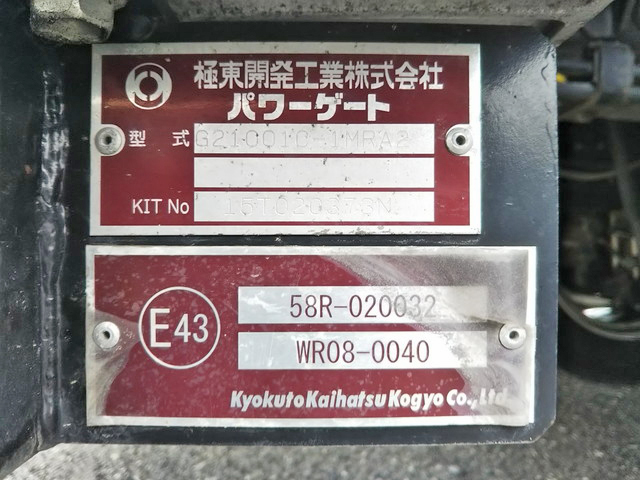 極東開発工業株式会社
パワーゲート
型式
KIT No
E43
58R-020032
WR08-0040
Kyokuto Kaihatsu Kogyo Co., Ltd.